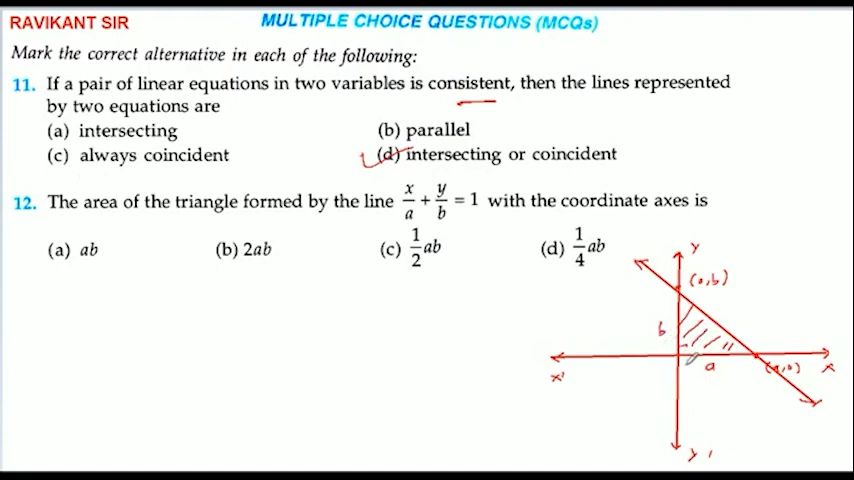 RAVIKANT SIR
MULTIPLE CHOICE QUESTIONS (MCQs)
Mark the correct alternative in each of the following:
11. If a pair of linear equations in two variables is consistent, then the lines represented
by two equations are
(a) intersecting (b) parallel
(c) always coincident (d) intersecting or coincident
12. The area of the triangle formed by the line x/a + y/b = 1 with the coordinate axes is
(a) ab (b) 2ab (c) 1/2 ab (d) 1/4 ab
Y
(0,b)
b
a
(a,0)
X
X'
Y'